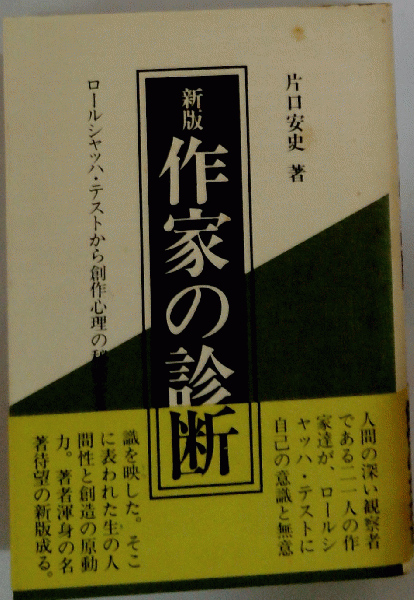 片口安史 著
新版
作家の診断
ロールシャッハ・テストから創作心理の
人間の深い観察者
である二一人の作
家達が、ロールシ
ャッハ・テストに
自己の意識と無意
識を映した。そこ
に表われた生の人
間性と創造の原動
力。著者渾身の名
著待望の新版成る。